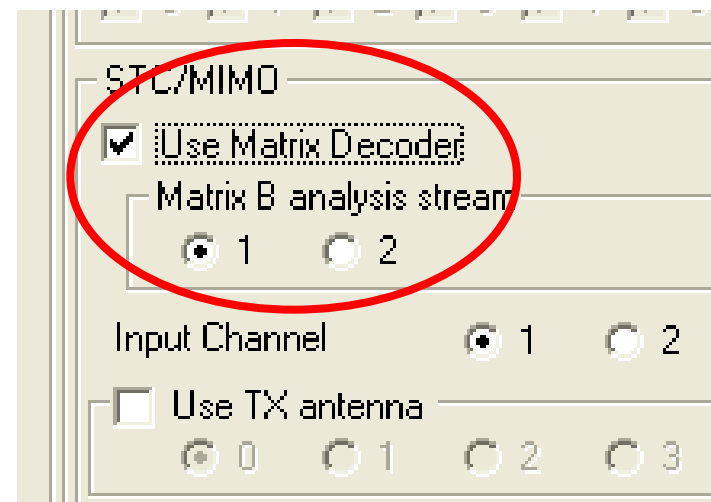 STC/MIMO
Use Matrix Decoder
Matrix B analysis stream
1 2
Input Channel 1 2
Use TX antenna
0 1 2 3